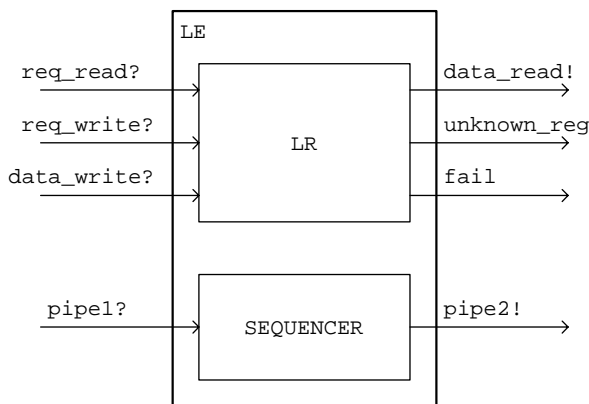 LE
req_read?
data_read!
req_write?
unknown_reg
LR
data_write?
fail
pipe1?
pipe2!
SEQUENCER